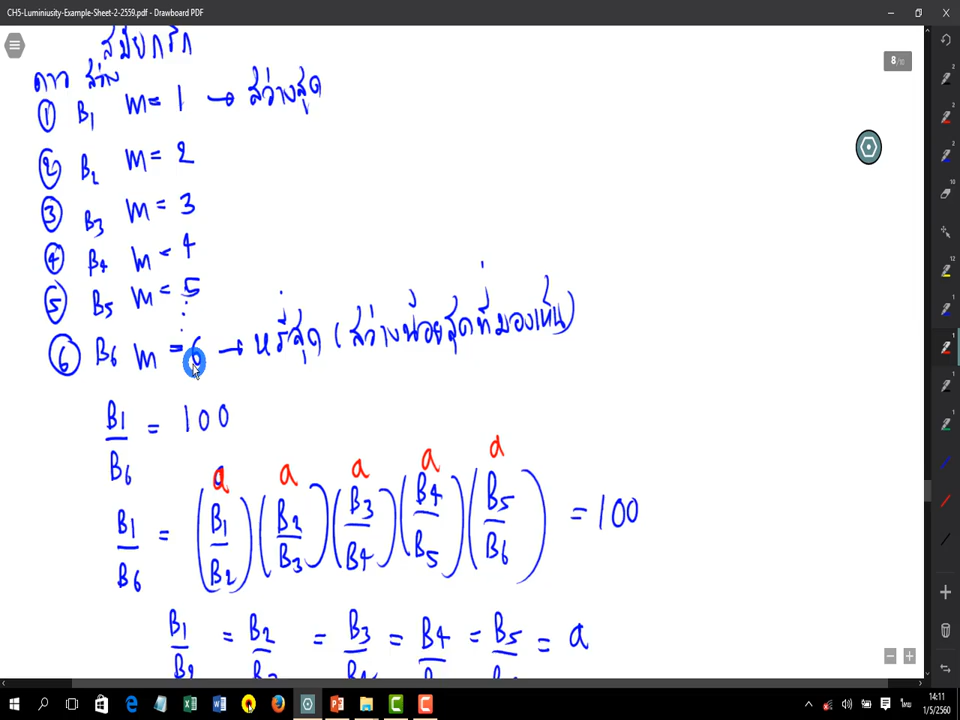 CH5-Luminiusity-Example-Sheet-2-2559.pdf - Drawboard PDF
8/10
สมัยกรีก
ดาว สว่าง
① B1 m = 1 → สว่างสุด
② B2 m = 2
③ B3 m = 3
④ B4 m = 4
⑤ B5 m = 5
⑥ B6 m = 6 → หรี่สุด (สว่างน้อยสุดที่มองเห็น)
B1/B6 = 100
a a a a a
B1/B6 = (B1/B2) (B2/B3) (B3/B4) (B4/B5) (B5/B6) = 100
B1/B2 = B2/B3 = B3/B4 = B4/ = B5/ = a
14:11
1/5/2560